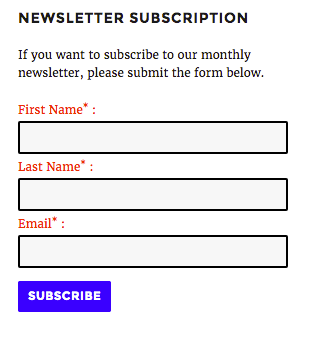 NEWSLETTER SUBSCRIPTION
If you want to subscribe to our monthly
newsletter, please submit the form below.
First Name* :
Last Name* :
Email* :
SUBSCRIBE